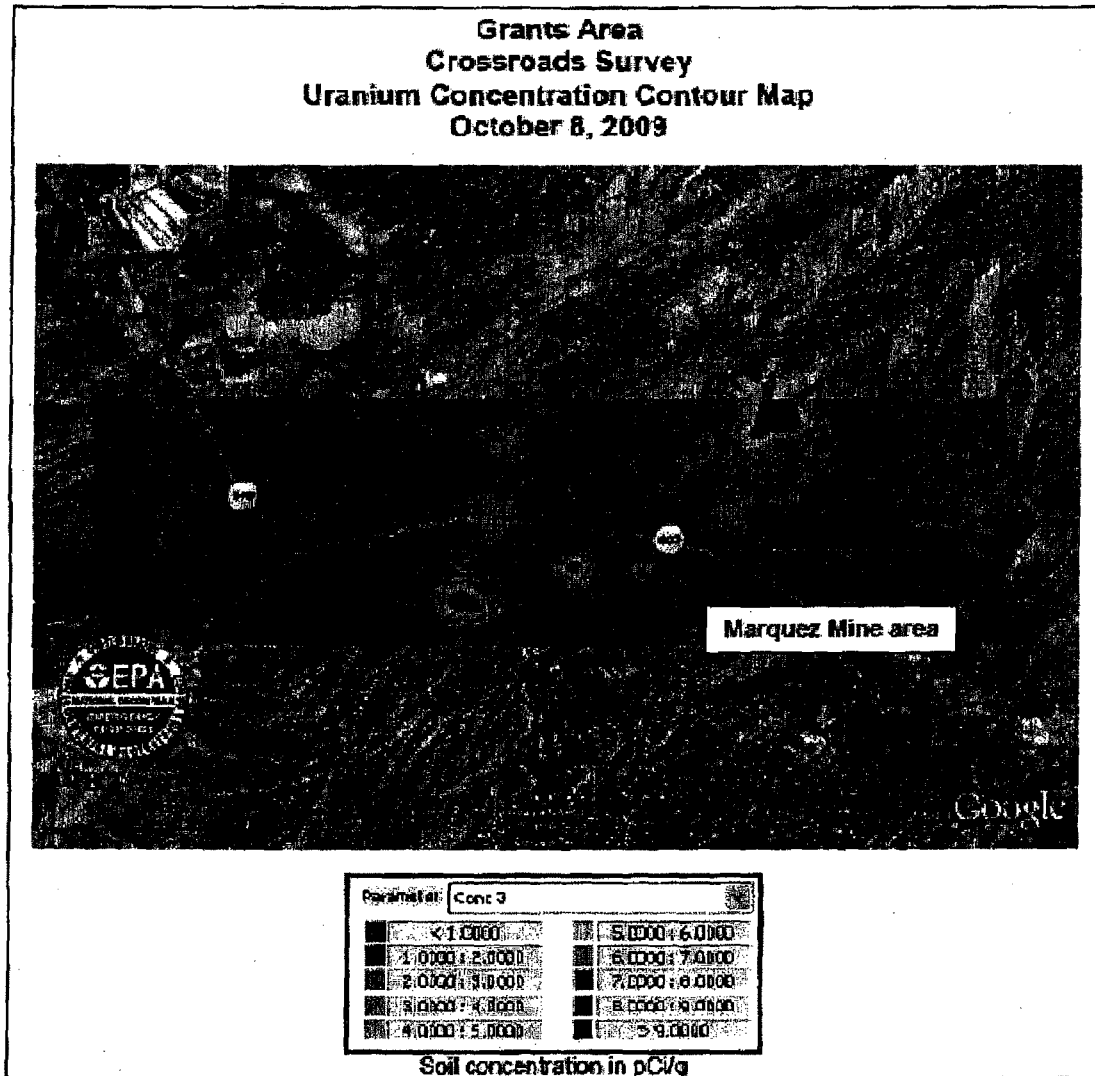 Grants Area
Crossroads Survey
Uranium Concentration Contour Map
October 8, 2009
Marquez Mine area
EPA
Google
Parameter Conc 3
< 1.0000
5.0000 : 6.0000
1.0000 : 2.0000
6.0000 : 7.0000
2.0000 : 3.0000
7.0000 : 8.0000
3.0000 : 4.0000
8.0000 : 9.0000
4.0000 : 5.0000
> 9.0000
Soil concentration in pCi/g